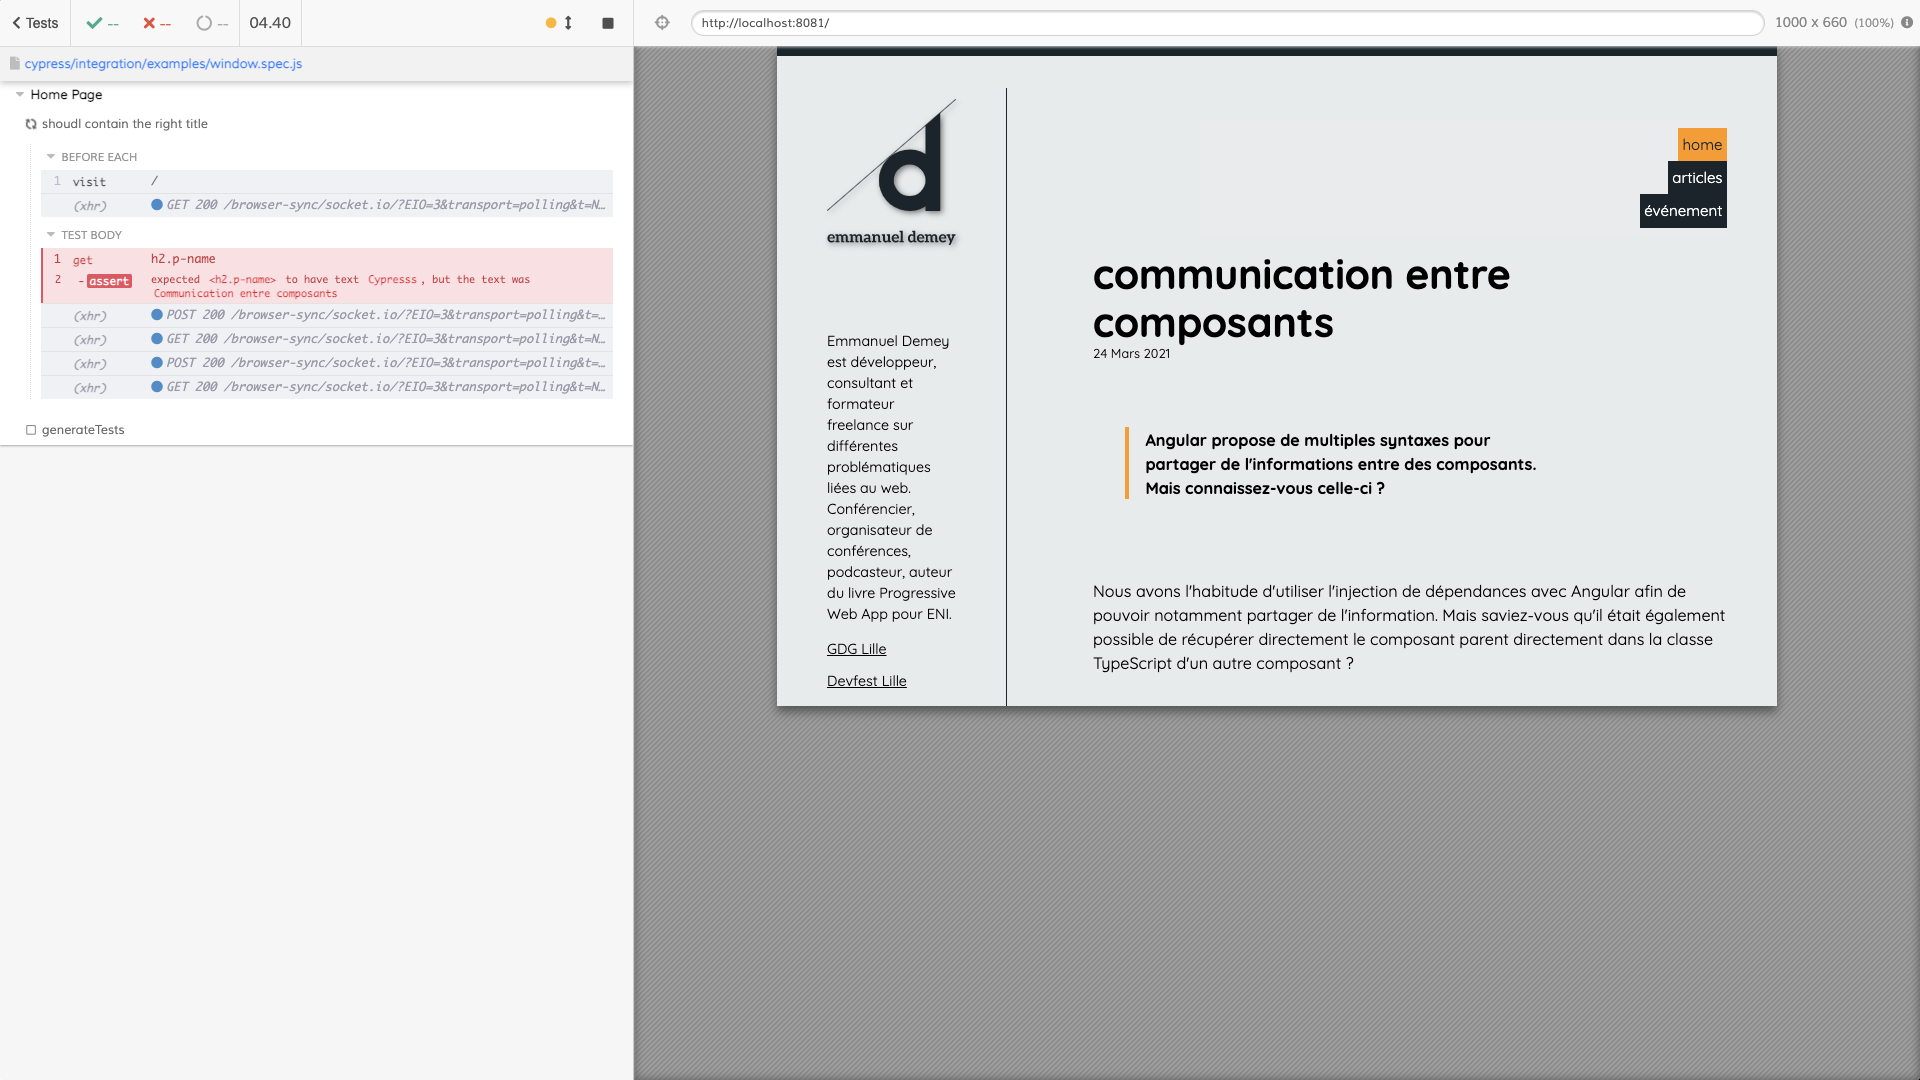 Tests
--
--
--
04.40
http://localhost:8081/
1000 x 660 (100%)
cypress/integration/examples/window.spec.js
Home Page
shoudl contain the right title
BEFORE EACH
1 visit /
(xhr) GET 200 /browser-sync/socket.io/?EIO=3&transport=polling&t=N…
TEST BODY
1 get h2.p-name
2 -assert expected <h2.p-name> to have text Cypresss, but the text was
Communication entre composants
(xhr) POST 200 /browser-sync/socket.io/?EIO=3&transport=polling&t=…
(xhr) GET 200 /browser-sync/socket.io/?EIO=3&transport=polling&t=N…
(xhr) POST 200 /browser-sync/socket.io/?EIO=3&transport=polling&t=…
(xhr) GET 200 /browser-sync/socket.io/?EIO=3&transport=polling&t=N…
generateTests
d
emmanuel demey
Emmanuel Demey
est développeur,
consultant et
formateur
freelance sur
différentes
problématiques
liées au web.
Conférencier,
organisateur de
conférences,
podcasteur, auteur
du livre Progressive
Web App pour ENI.
GDG Lille
Devfest Lille
home
articles
événement
communication entre
composants
24 Mars 2021
Angular propose de multiples syntaxes pour
partager de l'informations entre des composants.
Mais connaissez-vous celle-ci ?
Nous avons l'habitude d'utiliser l'injection de dépendances avec Angular afin de
pouvoir notamment partager de l'information. Mais saviez-vous qu'il était également
possible de récupérer directement le composant parent directement dans la classe
TypeScript d'un autre composant ?